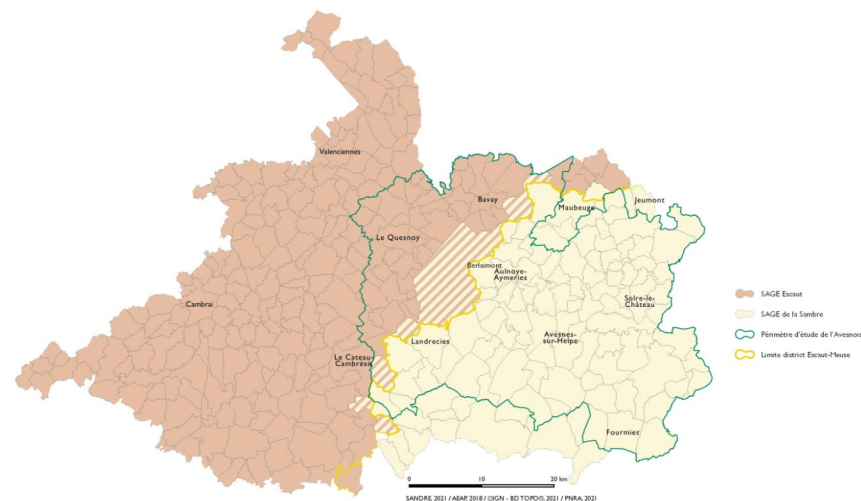 Valenciennes
Bavay
Maubeuge
Jeumont
Le Quesnoy
Berlaimont
Aulnoye-
Aymeries
Cambrai
Solre-le-
Château
Landrecies
Avesnes-
sur-Helpe
Le Cateau-
Cambrésis
Fourmies
SAGE Escaut
SAGE de la Sambre
Périmètre d'étude de l'Avesnois
Limite district Escaut-Meuse
0 10 20 km
SANDRE, 2021 / AEAP, 2018 / ©IGN - BD TOPO®, 2021 / PNRA, 2021